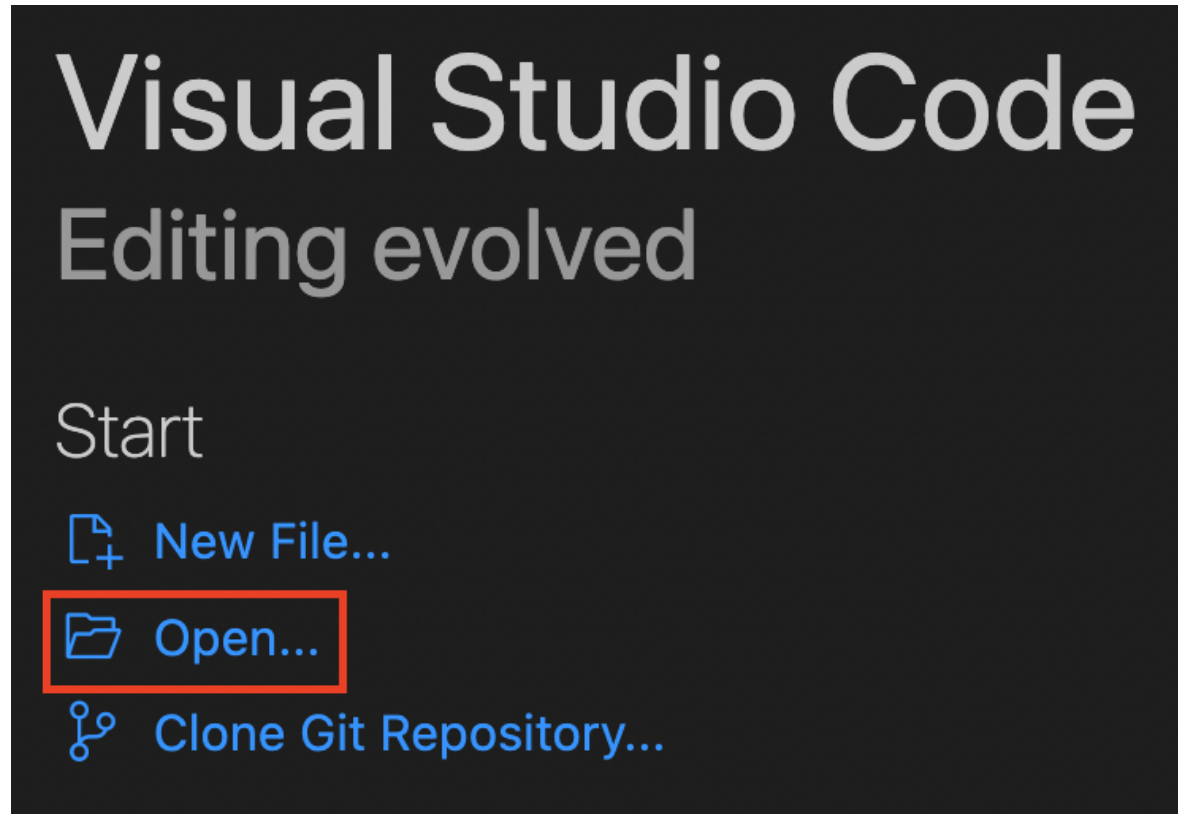 Visual Studio Code
Editing evolved
Start
New File...
Open...
Clone Git Repository...